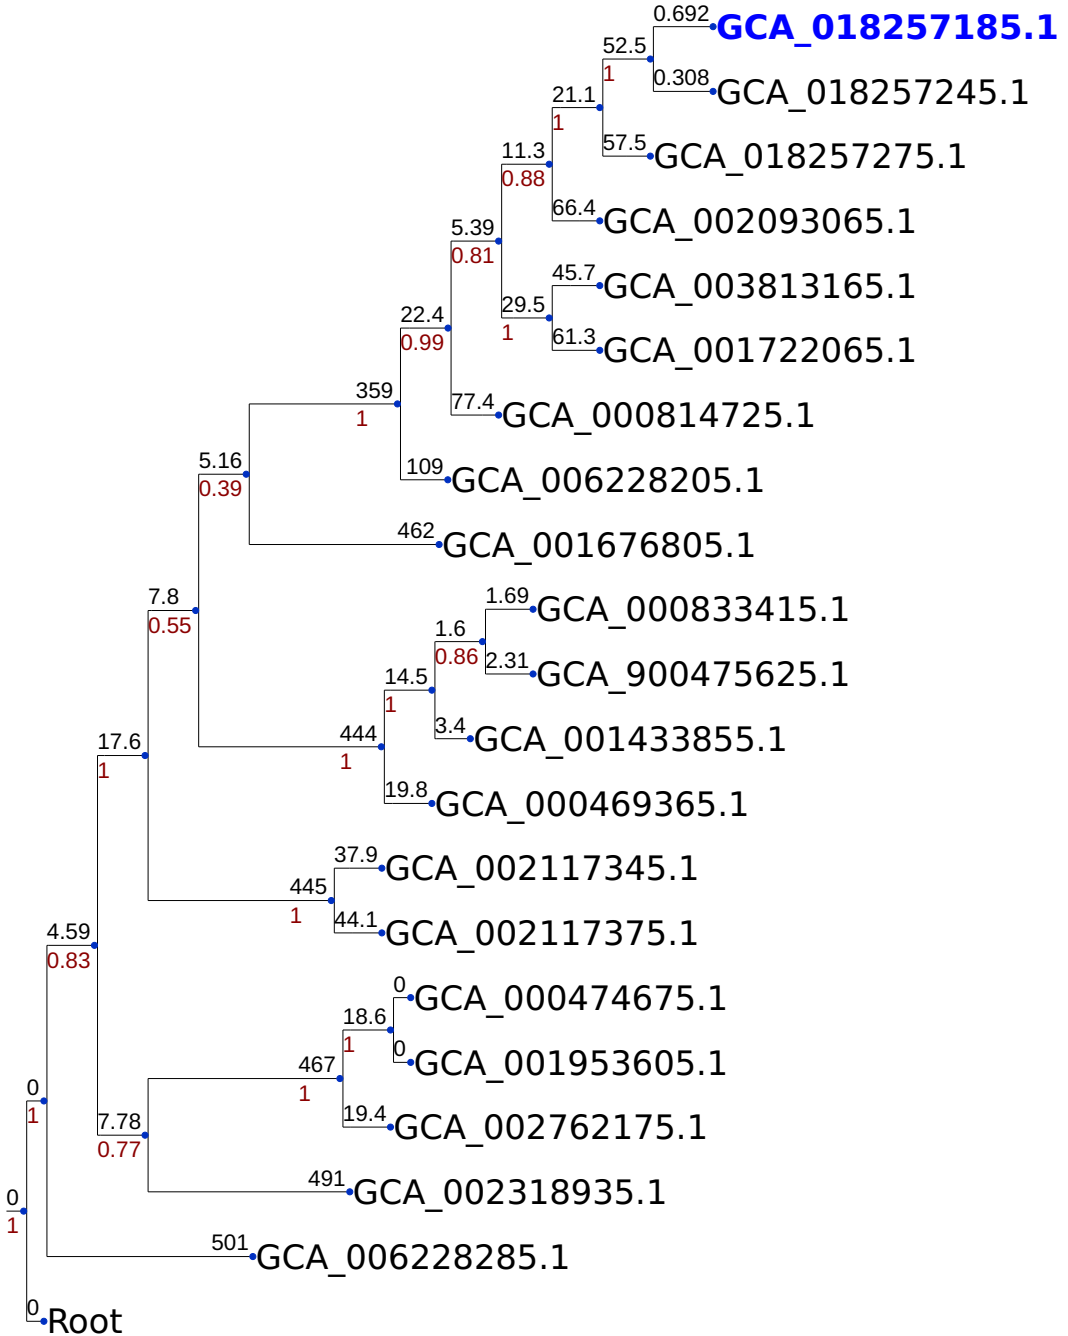 0.692
GCA_018257185.1
52.5
1
0.308
GCA_018257245.1
21.1
1
57.5
GCA_018257275.1
11.3
0.88
66.4
GCA_002093065.1
5.39
0.81
45.7
GCA_003813165.1
29.5
1
61.3
GCA_001722065.1
22.4
0.99
77.4
GCA_000814725.1
359
1
109
GCA_006228205.1
5.16
0.39
462
GCA_001676805.1
7.8
0.55
1.69
GCA_000833415.1
1.6
0.86
2.31
GCA_900475625.1
14.5
1
3.4
GCA_001433855.1
444
1
19.8
GCA_000469365.1
17.6
1
37.9
GCA_002117345.1
445
1
44.1
GCA_002117375.1
4.59
0.83
0
GCA_000474675.1
18.6
1
0
GCA_001953605.1
467
1
19.4
GCA_002762175.1
0
1
7.78
0.77
491
GCA_002318935.1
0
1
501
GCA_006228285.1
0
Root